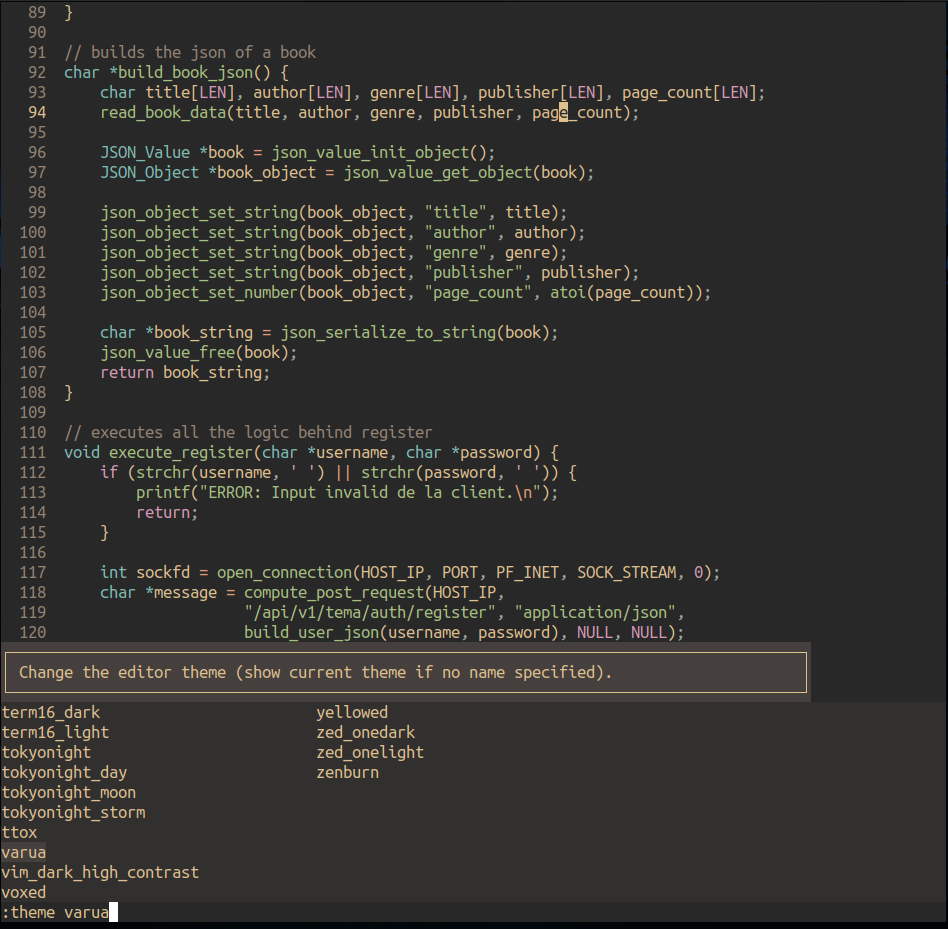 89 }
90
91 // builds the json of a book
92 char *build_book_json() {
93     char title[LEN], author[LEN], genre[LEN], publisher[LEN], page_count[LEN];
94     read_book_data(title, author, genre, publisher, page_count);
95
96     JSON_Value *book = json_value_init_object();
97     JSON_Object *book_object = json_value_get_object(book);
98
99     json_object_set_string(book_object, "title", title);
100     json_object_set_string(book_object, "author", author);
101     json_object_set_string(book_object, "genre", genre);
102     json_object_set_string(book_object, "publisher", publisher);
103     json_object_set_number(book_object, "page_count", atoi(page_count));
104
105     char *book_string = json_serialize_to_string(book);
106     json_value_free(book);
107     return book_string;
108 }
109
110 // executes all the logic behind register
111 void execute_register(char *username, char *password) {
112     if (strchr(username, ' ') || strchr(password, ' ')) {
113         printf("ERROR: Input invalid de la client.\n");
114         return;
115     }
116
117     int sockfd = open_connection(HOST_IP, PORT, PF_INET, SOCK_STREAM, 0);
118     char *message = compute_post_request(HOST_IP,
119                     "/api/v1/tema/auth/register", "application/json",
120                     build_user_json(username, password), NULL, NULL);
Change the editor theme (show current theme if no name specified).
term16_dark yellowed
term16_light zed_onedark
tokyonight zed_onelight
tokyonight_day zenburn
tokyonight_moon
tokyonight_storm
ttox
varua
vim_dark_high_contrast
voxed
:theme varua